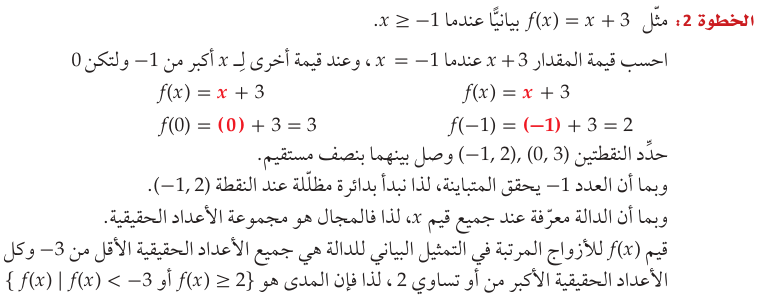 الخطوة 2: مثّل f(x) = x + 3 بيانيًّا عندما x ≥ −1.
احسب قيمة المقدار x + 3 عندما x = −1 ، وعند قيمة أخرى لِـ x أكبر من −1 ولتكن 0
f(x) = x + 3 f(x) = x + 3
f(−1) = (−1) + 3 = 2 f(0) = (0) + 3 = 3
حدِّد النقطتين (−1, 2), (0, 3) وصل بينهما بنصف مستقيم.
وبما أن العدد −1 يحقق المتباينة، لذا نبدأ بدائرة مظلّلة عند النقطة (−1, 2).
وبما أن الدالة معرّفة عند جميع قيم x، لذا فالمجال هو مجموعة الأعداد الحقيقية.
قيم f(x) للأزواج المرتبة في التمثيل البياني للدالة هي جميع الأعداد الحقيقية الأقل من −3 وكل
الأعداد الحقيقية الأكبر من أو تساوي 2 ، لذا فإن المدى هو { f(x) | f(x) < −3 أو f(x) ≥ 2}